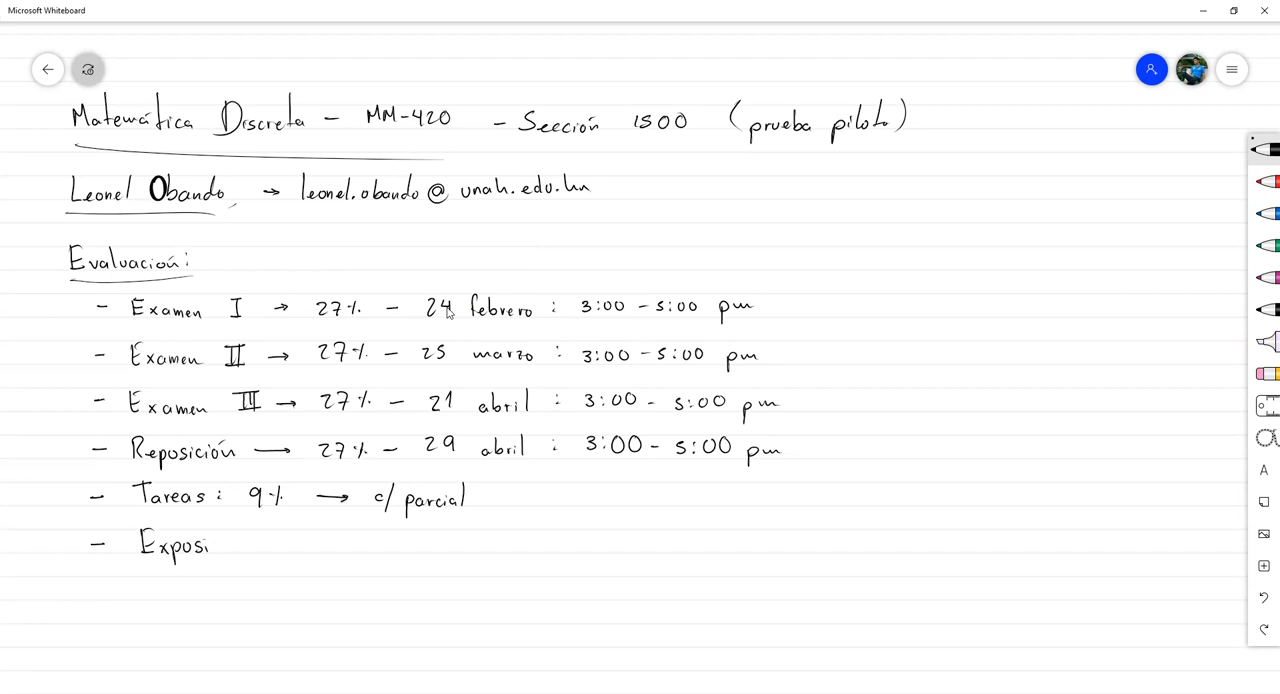 Microsoft Whiteboard
Matemática Discreta - MM-420 - Sección 1500 (prueba piloto)
Leonel Obando, → leonel.obando@unah.edu.hn
Evaluación:
- Examen I → 27% - 24 febrero : 3:00 - 5:00 pm
- Examen II → 27% - 25 marzo : 3:00 - 5:00 pm
- Examen III → 27% - 21 abril : 3:00 - 5:00 pm
- Reposición → 27% - 29 abril : 3:00 - 5:00 pm
- Tareas : 9% → c/ parcial
- Exposi